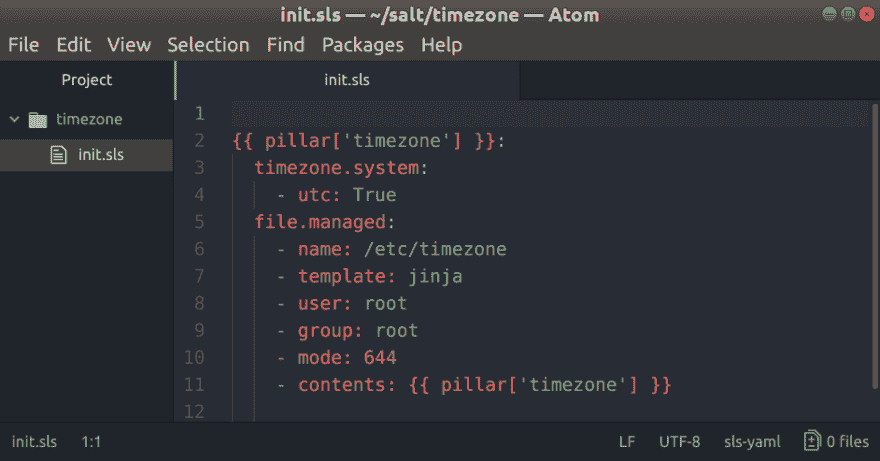 init.sls — ~/salt/timezone — Atom
File Edit View Selection Find Packages Help
Project
init.sls
timezone
init.sls
1
2 {{ pillar['timezone'] }}:
3   timezone.system:
4     - utc: True
5   file.managed:
6     - name: /etc/timezone
7     - template: jinja
8     - user: root
9     - group: root
10     - mode: 644
11     - contents: {{ pillar['timezone'] }}
12
init.sls 1:1 LF UTF-8 sls-yaml 0 files